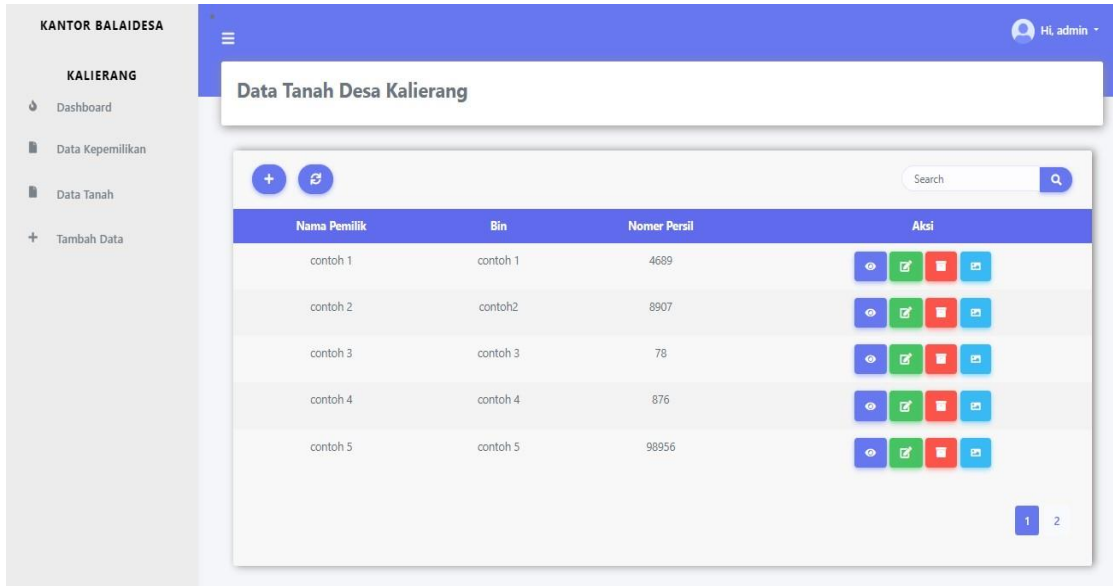 KANTOR BALAIDESA
KALIERANG
Dashboard
Data Kepemilikan
Data Tanah
Tambah Data
Hi, admin
Data Tanah Desa Kalierang
Search
Nama Pemilik Bin Nomer Persil Aksi
contoh 1 contoh 1 4689
contoh 2 contoh2 8907
contoh 3 contoh 3 78
contoh 4 contoh 4 876
contoh 5 contoh 5 98956
1 2